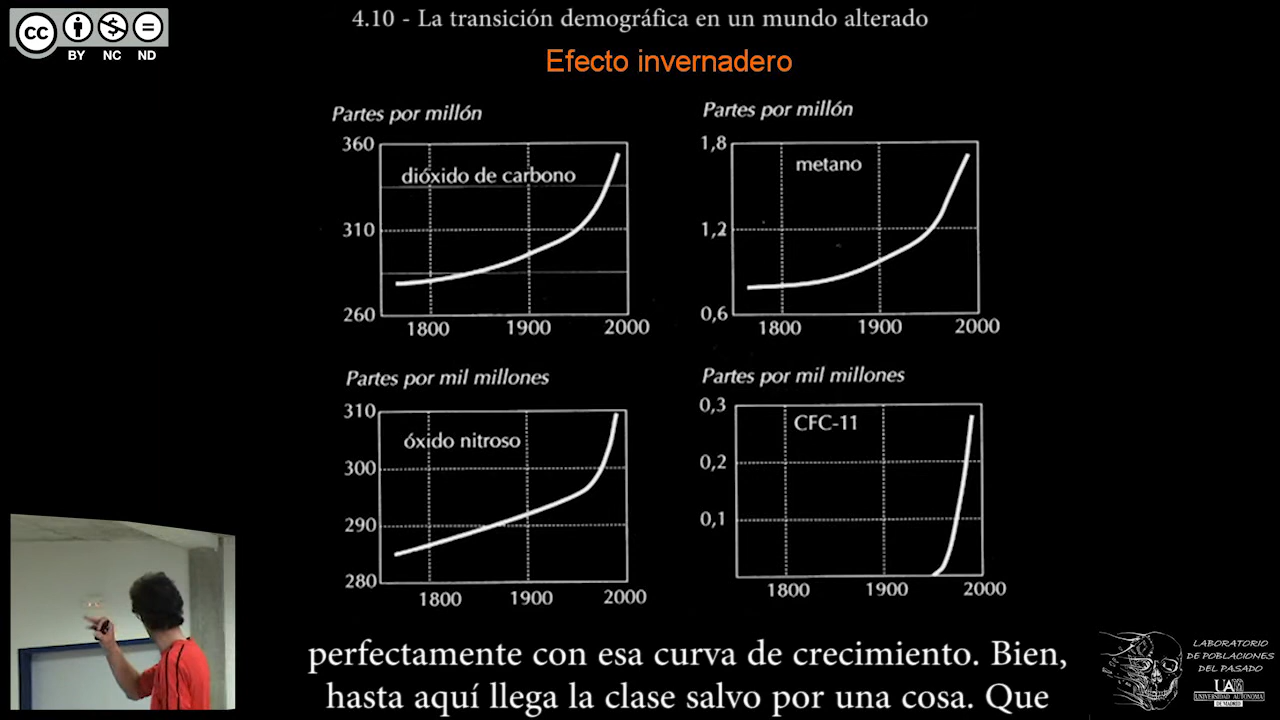 4.10 - La transición demográfica en un mundo alterado
CC
BY NC ND
Efecto invernadero
Partes por millón
360
310
260
dióxido de carbono
1800 1900 2000
Partes por millón
1,8
1,2
0,6
metano
1800 1900 2000
Partes por mil millones
310
300
290
280
óxido nitroso
1800 1900 2000
Partes por mil millones
0,3
0,2
0,1
CFC-11
1800 1900 2000
perfectamente con esa curva de crecimiento. Bien,
hasta aquí llega la clase salvo por una cosa. Que
LABORATORIO
DE POBLACIONES
DEL PASADO
UAM
UNIVERSIDAD AUTONOMA
DE MADRID